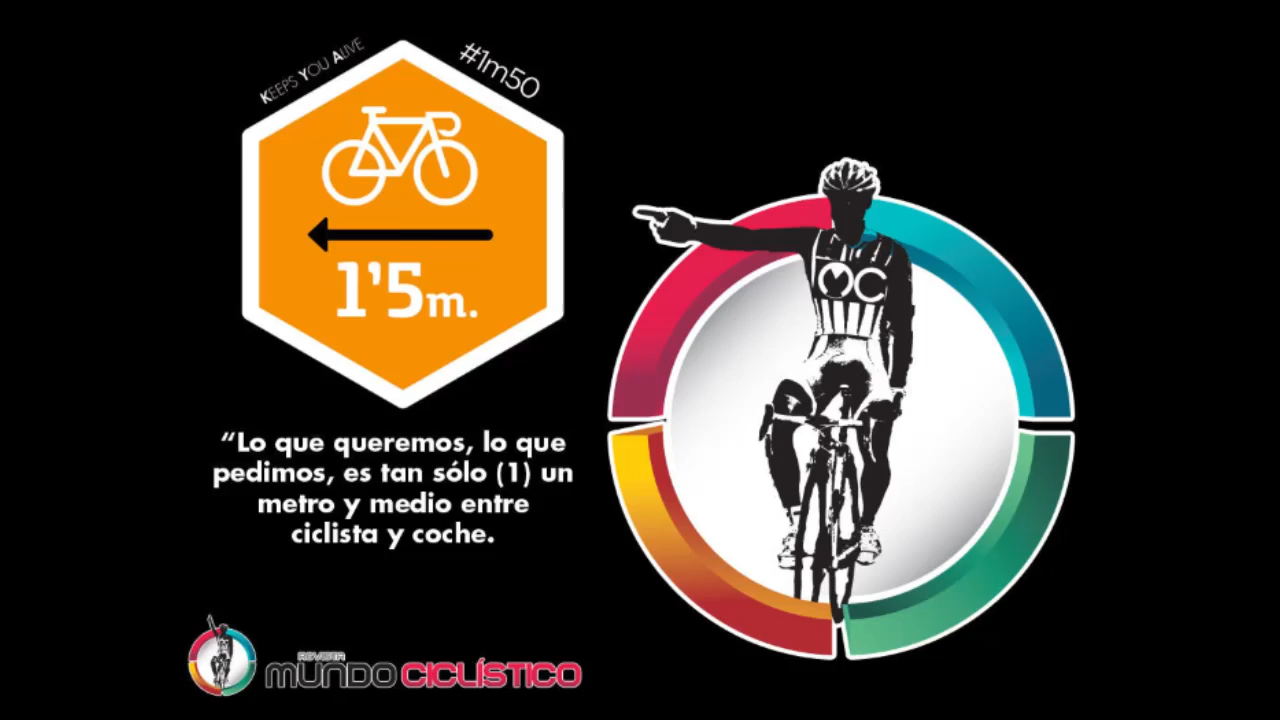 KEEPS YOU ALIVE
#1m50
1'5m.
MC
“Lo que queremos, lo que
pedimos, es tan sólo (1) un
metro y medio entre
ciclista y coche.
REVISTA
MUNDO CICLÍSTICO